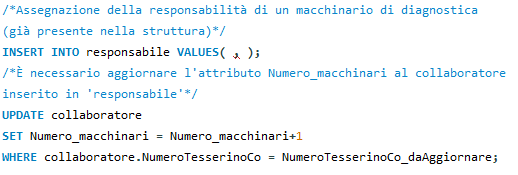 /*Assegnazione della responsabilità di un macchinario di diagnostica
(già presente nella struttura)*/
INSERT INTO responsabile VALUES( , );
/*È necessario aggiornare l'attributo Numero_macchinari al collaboratore
inserito in 'responsabile'*/
UPDATE collaboratore
SET Numero_macchinari = Numero_macchinari+1
WHERE collaboratore.NumeroTesserinoCo = NumeroTesserinoCo_daAggiornare;